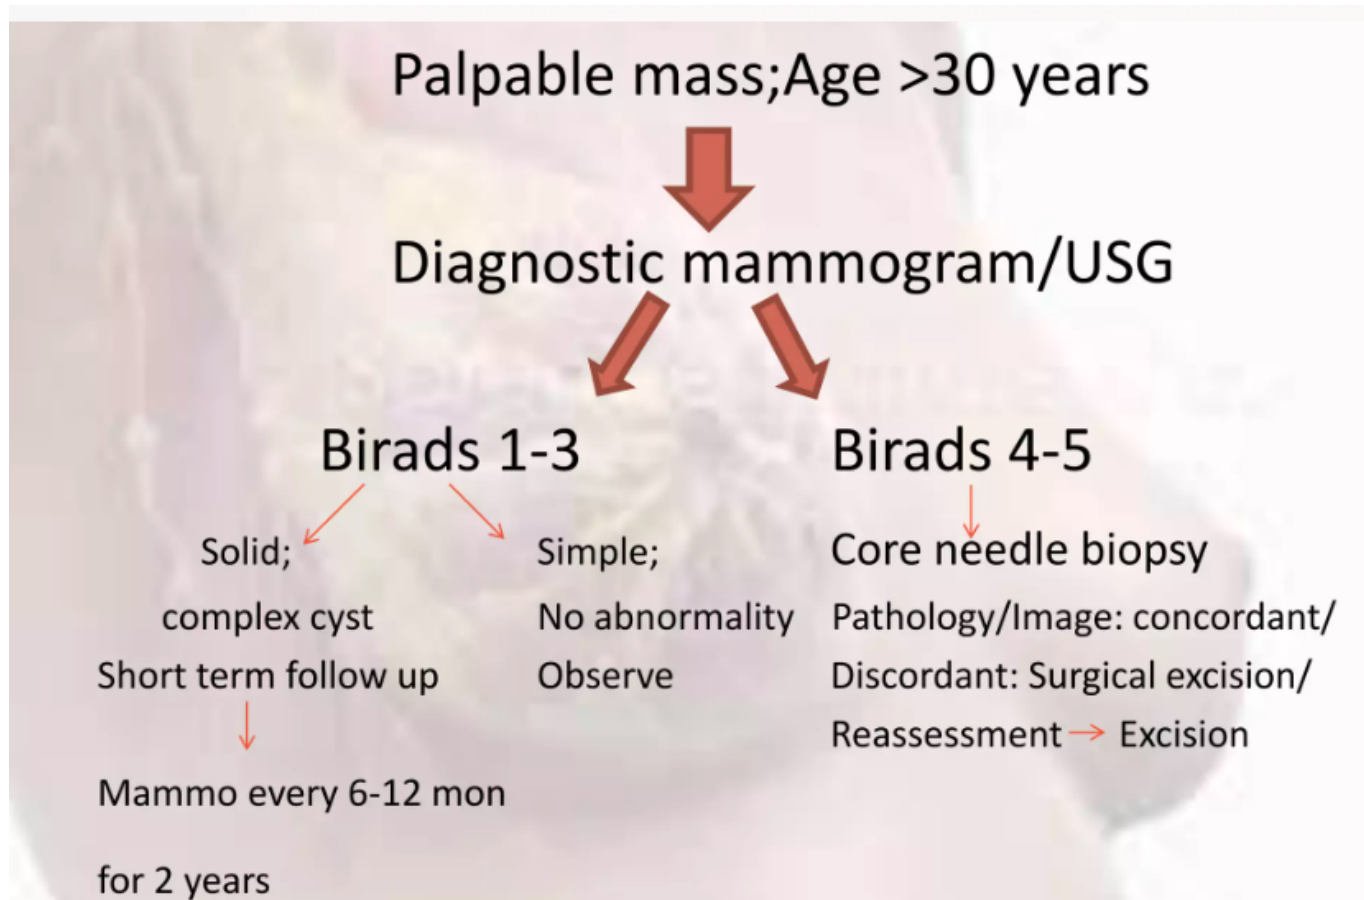 Palpable mass;Age >30 years
Diagnostic mammogram/USG
Birads 1-3
Solid;
complex cyst
Short term follow up
Mammo every 6-12 mon
for 2 years
Simple;
No abnormality
Observe
Birads 4-5
Core needle biopsy
Pathology/Image: concordant/
Discordant: Surgical excision/
Reassessment → Excision